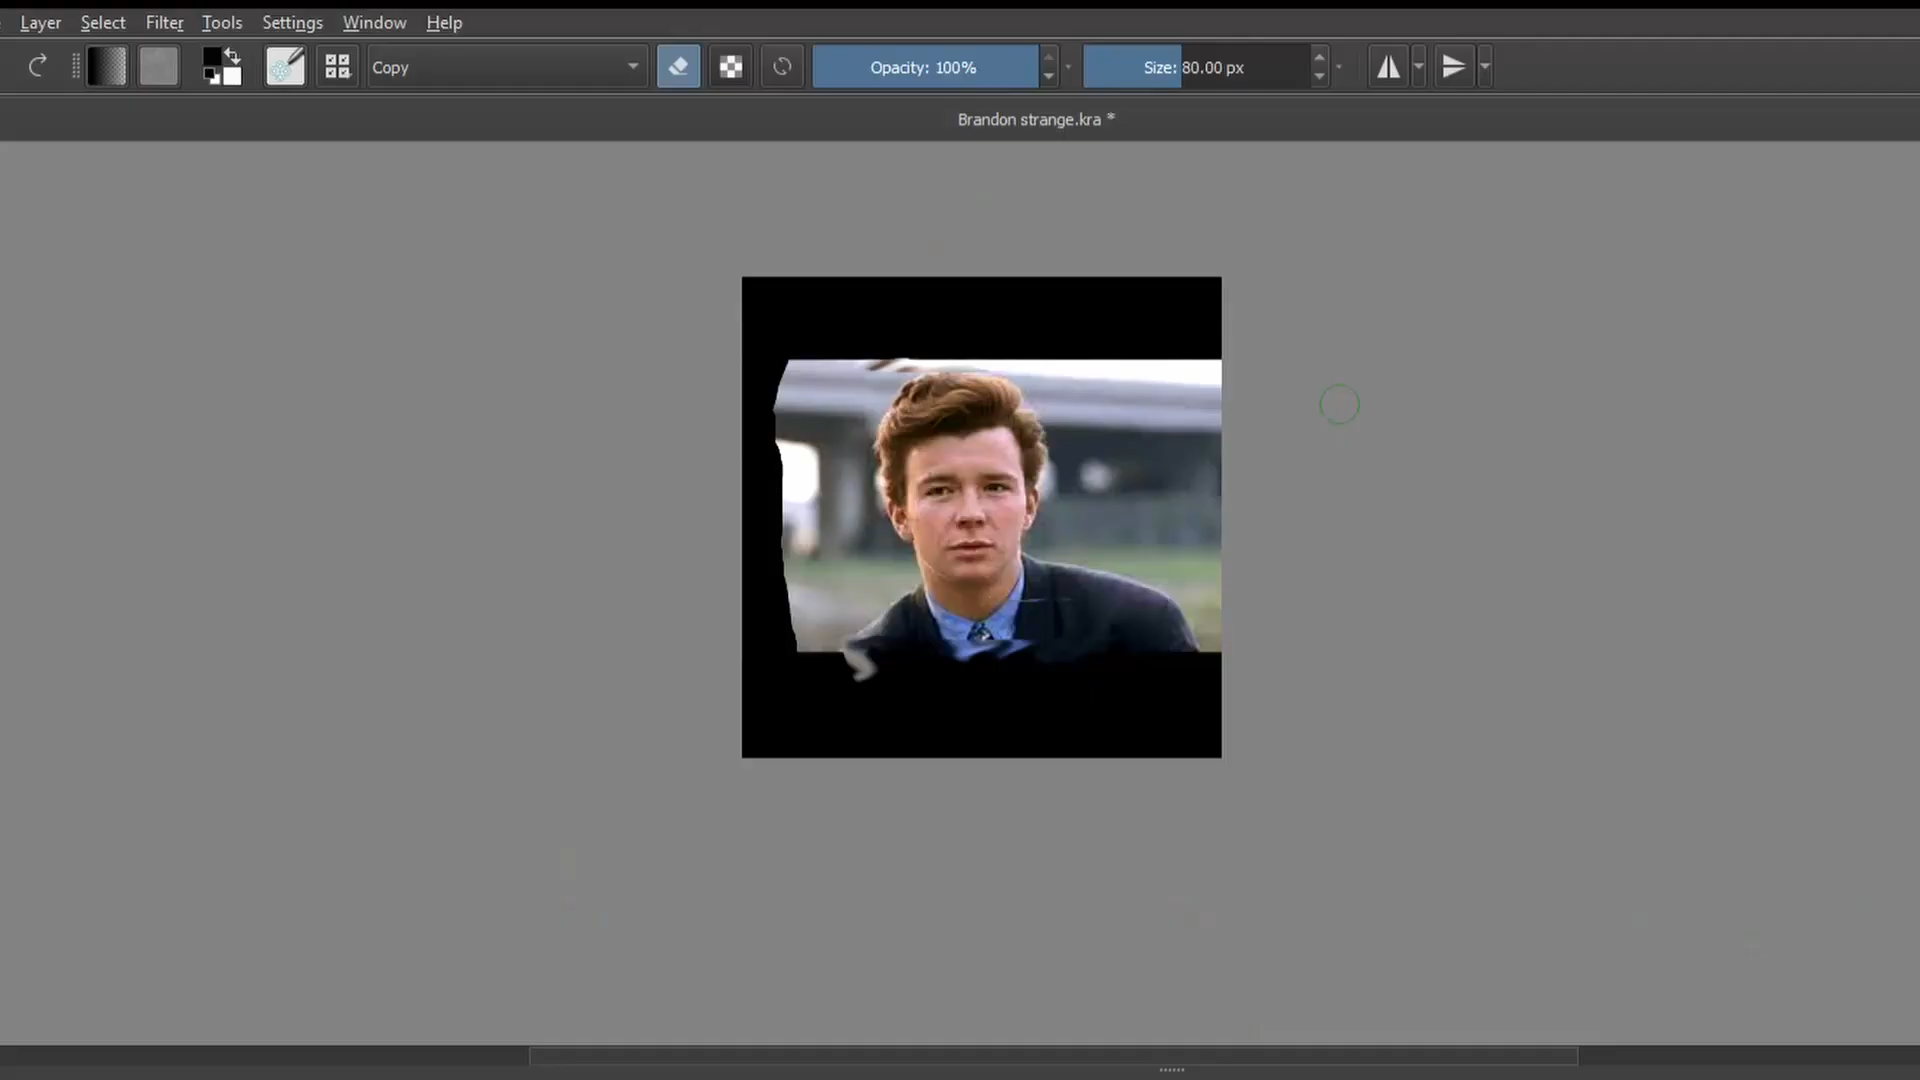 Layer Select Filter Tools Settings Window Help
Copy Opacity: 100% Size: 80.00 px
Brandon strange.kra *